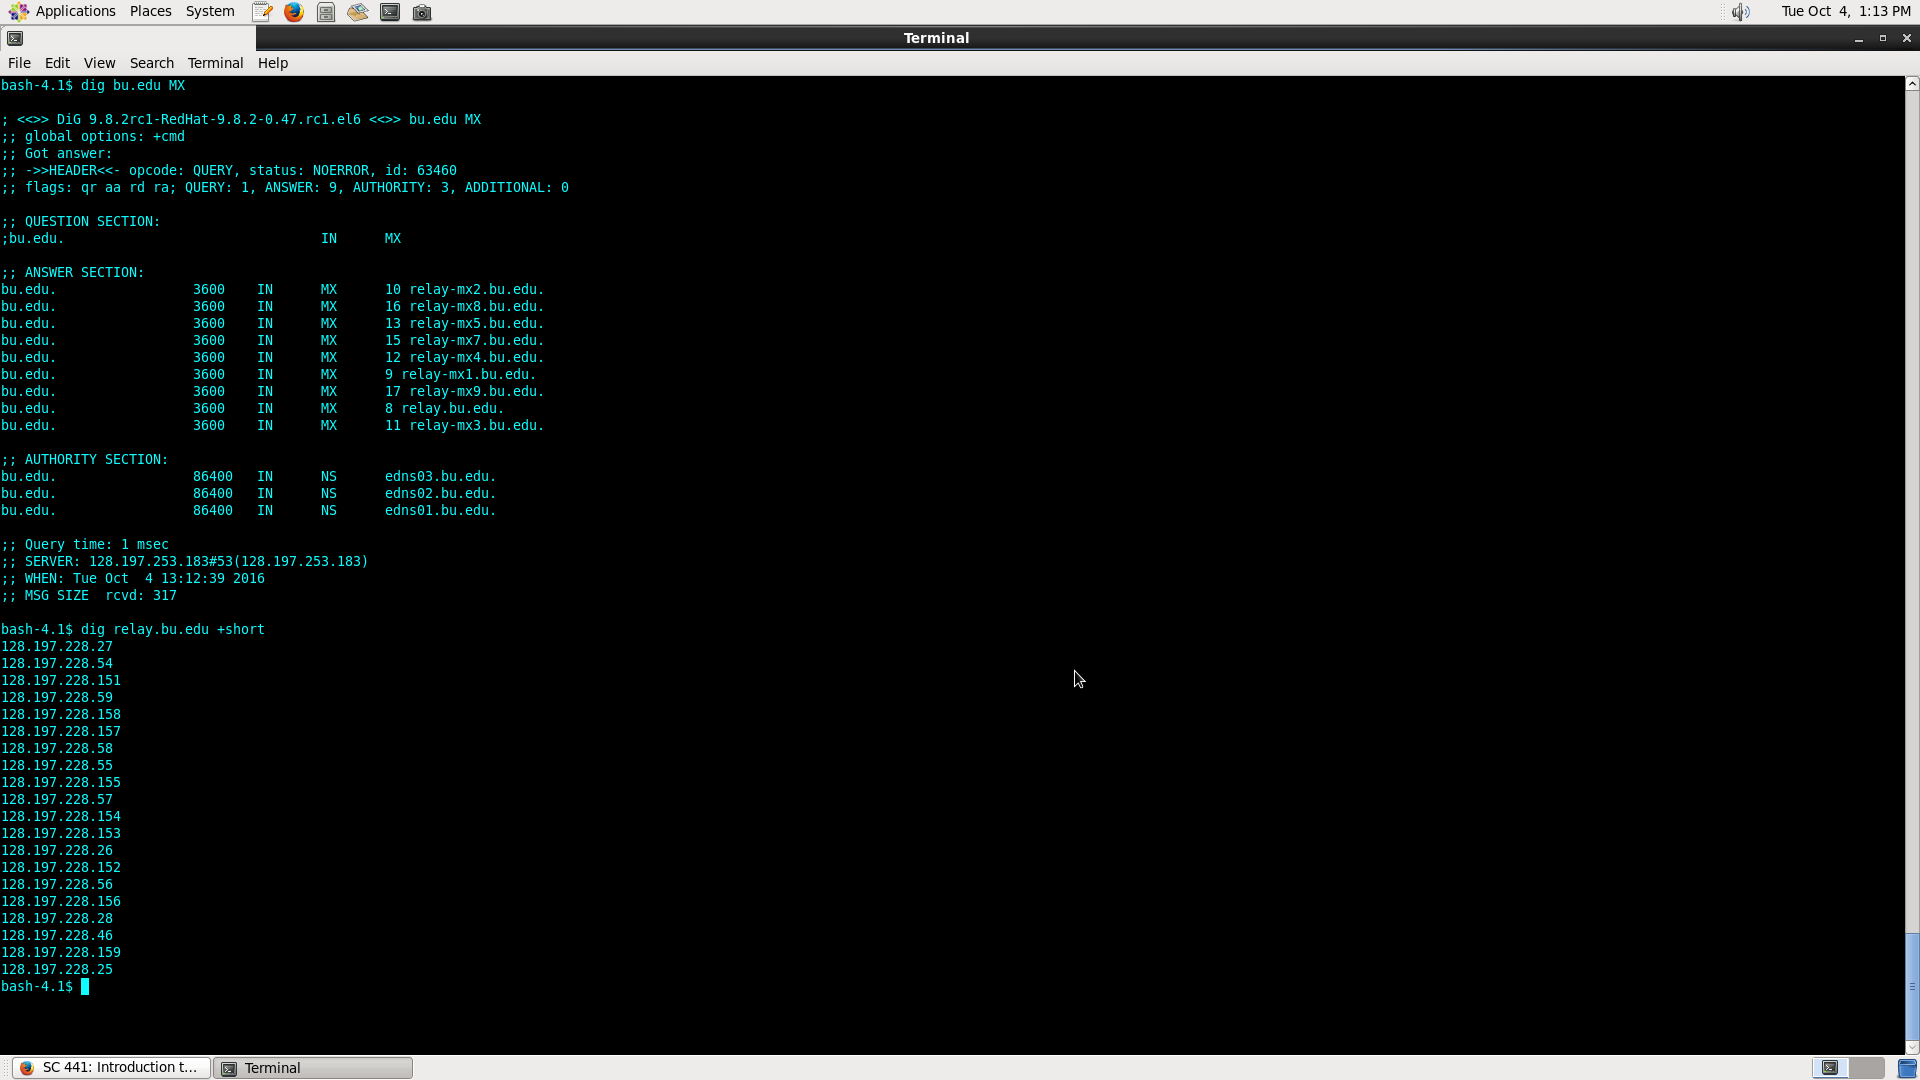 Applications Places System Tue Oct 4, 1:13 PM
Terminal
File Edit View Search Terminal Help
bash-4.1$ dig bu.edu MX
; <<>> DiG 9.8.2rc1-RedHat-9.8.2-0.47.rc1.el6 <<>> bu.edu MX
;; global options: +cmd
;; Got answer:
;; ->>HEADER<<- opcode: QUERY, status: NOERROR, id: 63460
;; flags: qr aa rd ra; QUERY: 1, ANSWER: 9, AUTHORITY: 3, ADDITIONAL: 0
;; QUESTION SECTION:
;bu.edu. IN MX
;; ANSWER SECTION:
bu.edu. 3600 IN MX 10 relay-mx2.bu.edu.
bu.edu. 3600 IN MX 16 relay-mx8.bu.edu.
bu.edu. 3600 IN MX 13 relay-mx5.bu.edu.
bu.edu. 3600 IN MX 15 relay-mx7.bu.edu.
bu.edu. 3600 IN MX 12 relay-mx4.bu.edu.
bu.edu. 3600 IN MX 9 relay-mx1.bu.edu.
bu.edu. 3600 IN MX 17 relay-mx9.bu.edu.
bu.edu. 3600 IN MX 8 relay.bu.edu.
bu.edu. 3600 IN MX 11 relay-mx3.bu.edu.
;; AUTHORITY SECTION:
bu.edu. 86400 IN NS edns03.bu.edu.
bu.edu. 86400 IN NS edns02.bu.edu.
bu.edu. 86400 IN NS edns01.bu.edu.
;; Query time: 1 msec
;; SERVER: 128.197.253.183#53(128.197.253.183)
;; WHEN: Tue Oct 4 13:12:39 2016
;; MSG SIZE rcvd: 317
bash-4.1$ dig relay.bu.edu +short
128.197.228.27
128.197.228.54
128.197.228.151
128.197.228.59
128.197.228.158
128.197.228.157
128.197.228.58
128.197.228.55
128.197.228.155
128.197.228.57
128.197.228.154
128.197.228.153
128.197.228.26
128.197.228.152
128.197.228.56
128.197.228.156
128.197.228.28
128.197.228.46
128.197.228.159
128.197.228.25
bash-4.1$
SC 441: Introduction t... Terminal